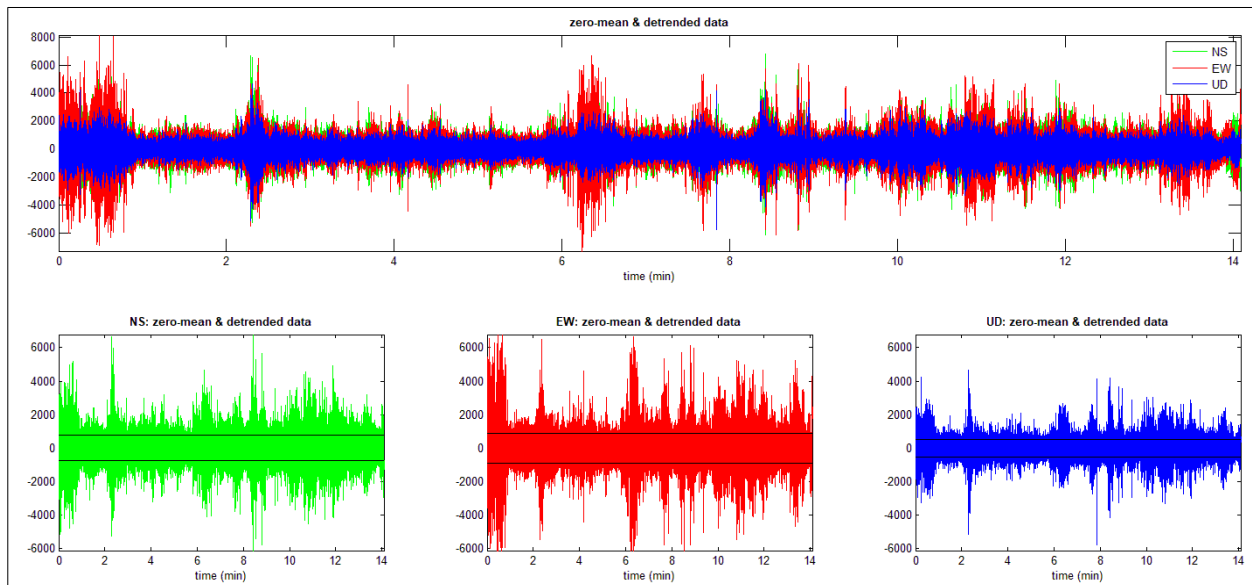 zero-mean & detrended data
8000
6000
4000
2000
0
-2000
-4000
-6000
NS
EW
UD
0 2 4 6 8 10 12 14
time (min)
NS: zero-mean & detrended data
6000
4000
2000
0
-2000
-4000
-6000
0 2 4 6 8 10 12 14
time (min)
EW: zero-mean & detrended data
6000
4000
2000
0
-2000
-4000
-6000
0 2 4 6 8 10 12 14
time (min)
UD: zero-mean & detrended data
6000
4000
2000
0
-2000
-4000
-6000
0 2 4 6 8 10 12 14
time (min)